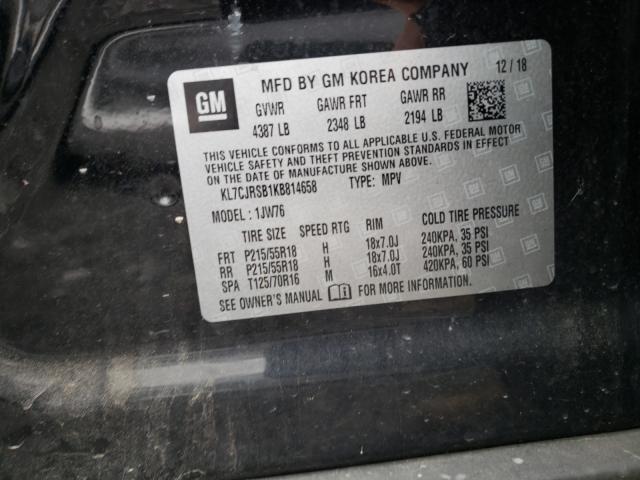 GM
MFD BY GM KOREA COMPANY 12/18
GVWR GAWR FRT GAWR RR
4387 LB 2348 LB 2194 LB
THIS VEHICLE CONFORMS TO ALL APPLICABLE U.S. FEDERAL MOTOR
VEHICLE SAFETY AND THEFT PREVENTION STANDARDS IN EFFECT
ON THE DATE OF MANUFACTURE SHOWN ABOVE.
KL7CJRSB1KB814658 TYPE: MPV
MODEL: 1JW76
TIRE SIZE SPEED RTG RIM COLD TIRE PRESSURE
FRT P215/55R18 H 18x7.0J 240KPA, 35 PSI
RR P215/55R18 H 18x7.0J 240KPA, 35 PSI
SPA T125/70R16 M 16x4.0T 420KPA, 60 PSI
SEE OWNER'S MANUAL FOR MORE INFORMATION.